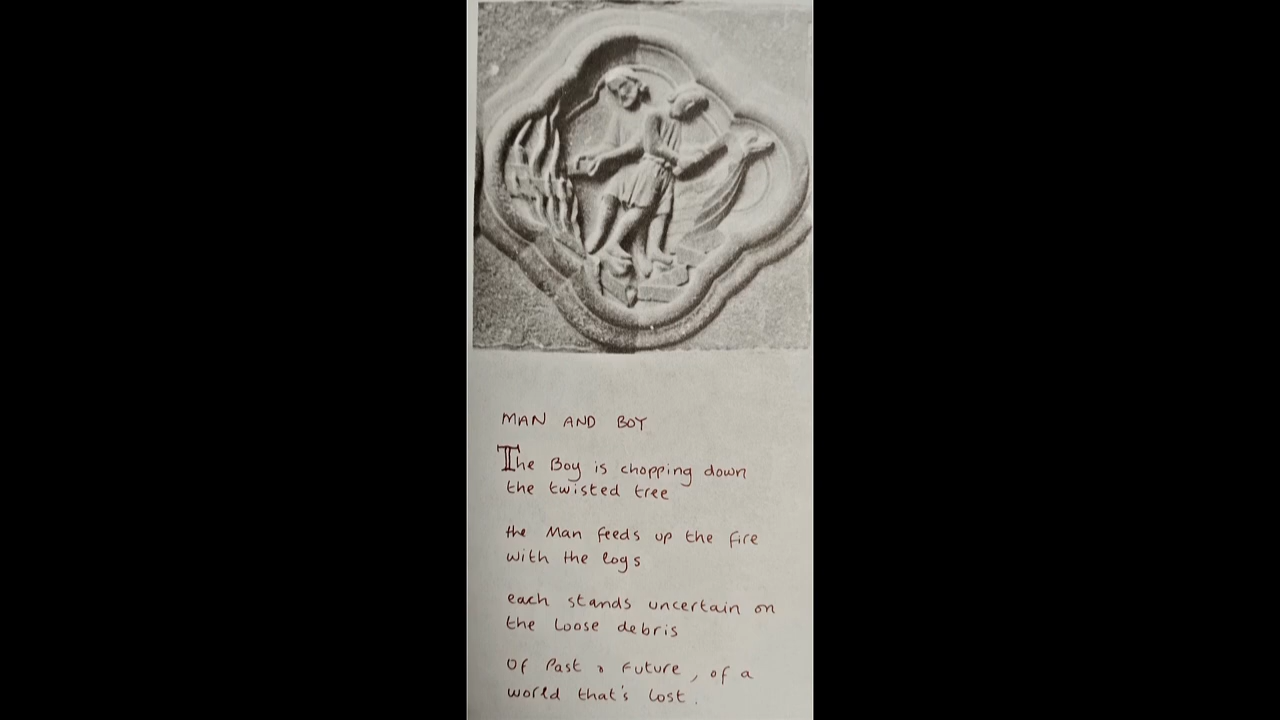 MAN AND BOY
The Boy is chopping down
the twisted tree
the Man feeds up the fire
with the logs
each stands uncertain on
the loose debris
Of Past & Future, of a
world that's lost.